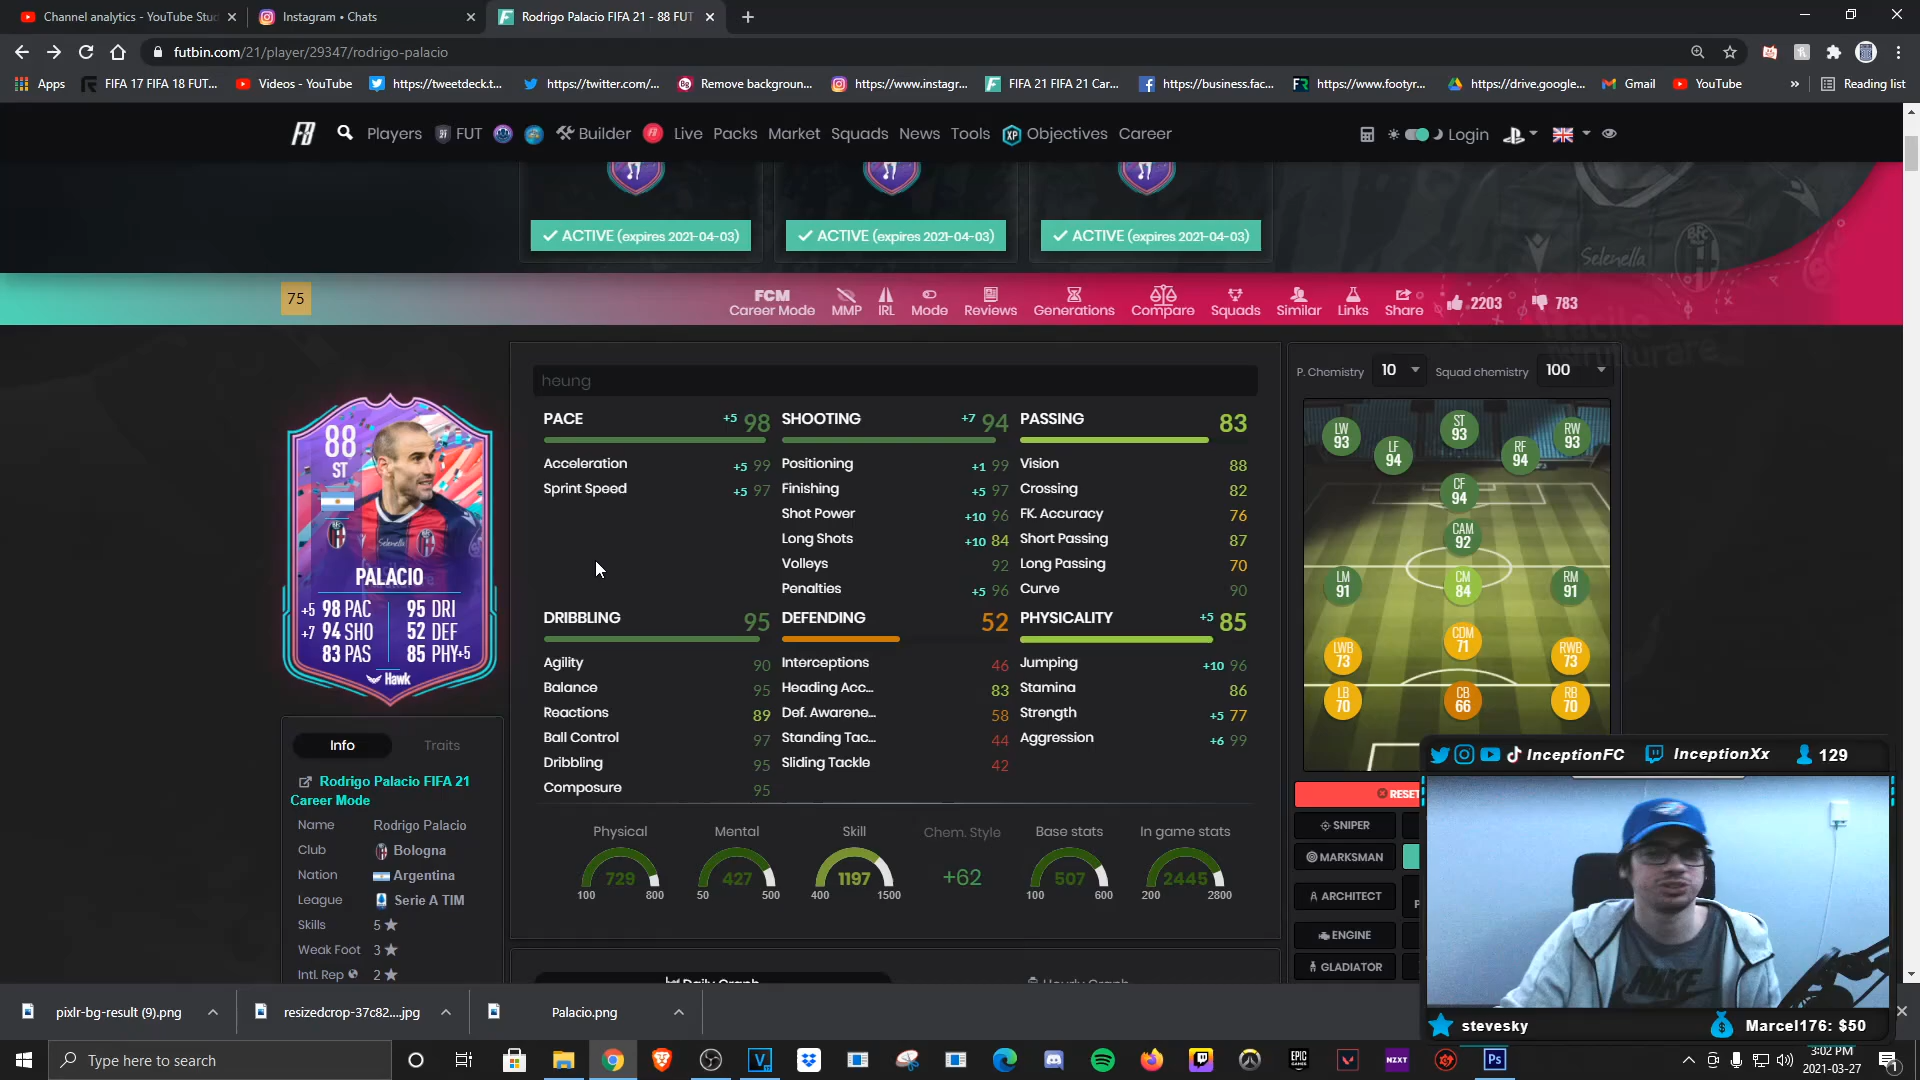 Channel analytics - YouTube Stud
Instagram • Chats
Rodrigo Palacio FIFA 21 - 88 FUT
futbin.com/21/player/29347/rodrigo-palacio
Apps
FIFA 17 FIFA 18 FUT...
Videos - YouTube
https://tweetdeck.t...
https://twitter.com/...
Remove backgroun...
https://www.instagr...
FIFA 21 FIFA 21 Car...
https://business.fac...
https://www.footyr...
https://drive.google...
Gmail
YouTube
»
Reading list
Players
FUT
Builder
Live
Packs
Market
Squads
News
Tools
XP
Objectives
Career
Login
ACTIVE (expires 2021-04-03)
ACTIVE (expires 2021-04-03)
ACTIVE (expires 2021-04-03)
Selenella
75
FCM
Career Mode
MMP
IRL
Mode
Reviews
Generations
Compare
Squads
Similar
Links
Share
2203
783
heung
P. Chemistry 10
Squad chemistry 100
PACE +5 98
Acceleration +5 99
Sprint Speed +5 97
SHOOTING +7 94
Positioning +1 99
Finishing +5 97
Shot Power +10 96
Long Shots +10 84
Volleys 92
Penalties +5 96
PASSING 83
Vision 88
Crossing 82
FK. Accuracy 76
Short Passing 87
Long Passing 70
Curve 90
DRIBBLING 95
Agility 90
Balance 95
Reactions 89
Ball Control 97
Dribbling 95
Composure 95
DEFENDING 52
Interceptions 46
Heading Acc... 83
Def. Awarene... 58
Standing Tac... 44
Sliding Tackle 42
PHYSICALITY +5 85
Jumping +10 96
Stamina 86
Strength +5 77
Aggression +6 99
88
ST
PALACIO
+5 98 PAC
95 DRI
+7 94 SHO
52 DEF
83 PAS
85 PHY+5
Hawk
LW 93
ST 93
RW 93
LF 94
RF 94
CF 94
CAM 92
LM 91
CM 84
RM 91
CDM 71
LWB 73
RWB 73
LB 70
CB 66
RB 70
Info
Traits
Rodrigo Palacio FIFA 21
Career Mode
Name Rodrigo Palacio
Club Bologna
Nation Argentina
League Serie A TIM
Skills 5
Weak Foot 3
Intl. Rep 2
Physical
729
100 800
Mental
427
50 500
Skill
1197
400 1500
Chem. Style
+62
Base stats
507
100 600
In game stats
2445
200 2800
Daily Graph
Hourly Graph
RESET
SNIPER
MARKSMAN
ARCHITECT
ENGINE
GLADIATOR
InceptionFC
InceptionXx
129
NIKE
stevesky
Marcel176: $50
pixlr-bg-result (9).png
resizedcrop-37c82....jpg
Palacio.png
Type here to search
EPIC
GAMES
NZXT
Ps
3:02 PM
2021-03-27
1